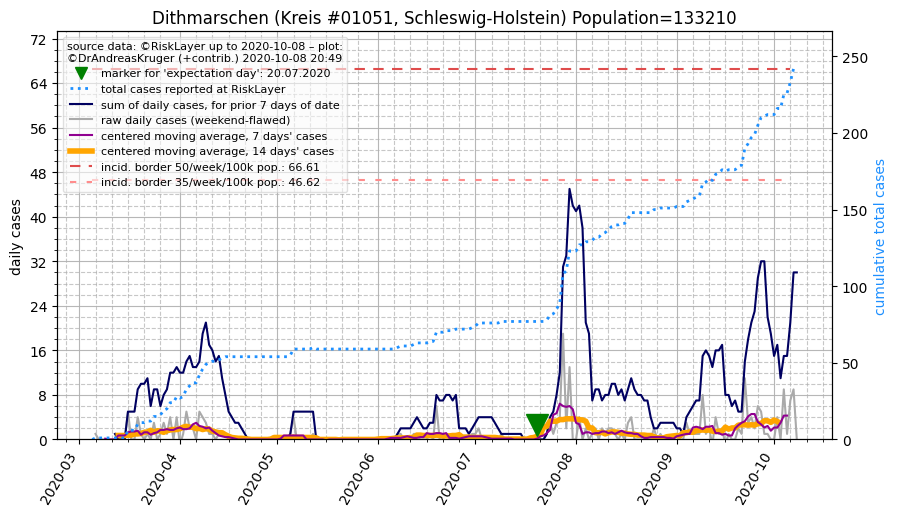 Dithmarschen (Kreis #01051, Schleswig-Holstein) Population=133210
source data: ©RiskLayer up to 2020-10-08 – plot:
©DrAndreasKruger (+contrib.) 2020-10-08 20:49
marker for 'expectation day': 20.07.2020
total cases reported at RiskLayer
sum of daily cases, for prior 7 days of date
raw daily cases (weekend-flawed)
centered moving average, 7 days' cases
centered moving average, 14 days' cases
incid. border 50/week/100k pop.: 66.61
incid. border 35/week/100k pop.: 46.62
daily cases
72
64
56
48
40
32
24
16
8
0
cumulative total cases
250
200
150
100
50
0
2020-03
2020-04
2020-05
2020-06
2020-07
2020-08
2020-09
2020-10